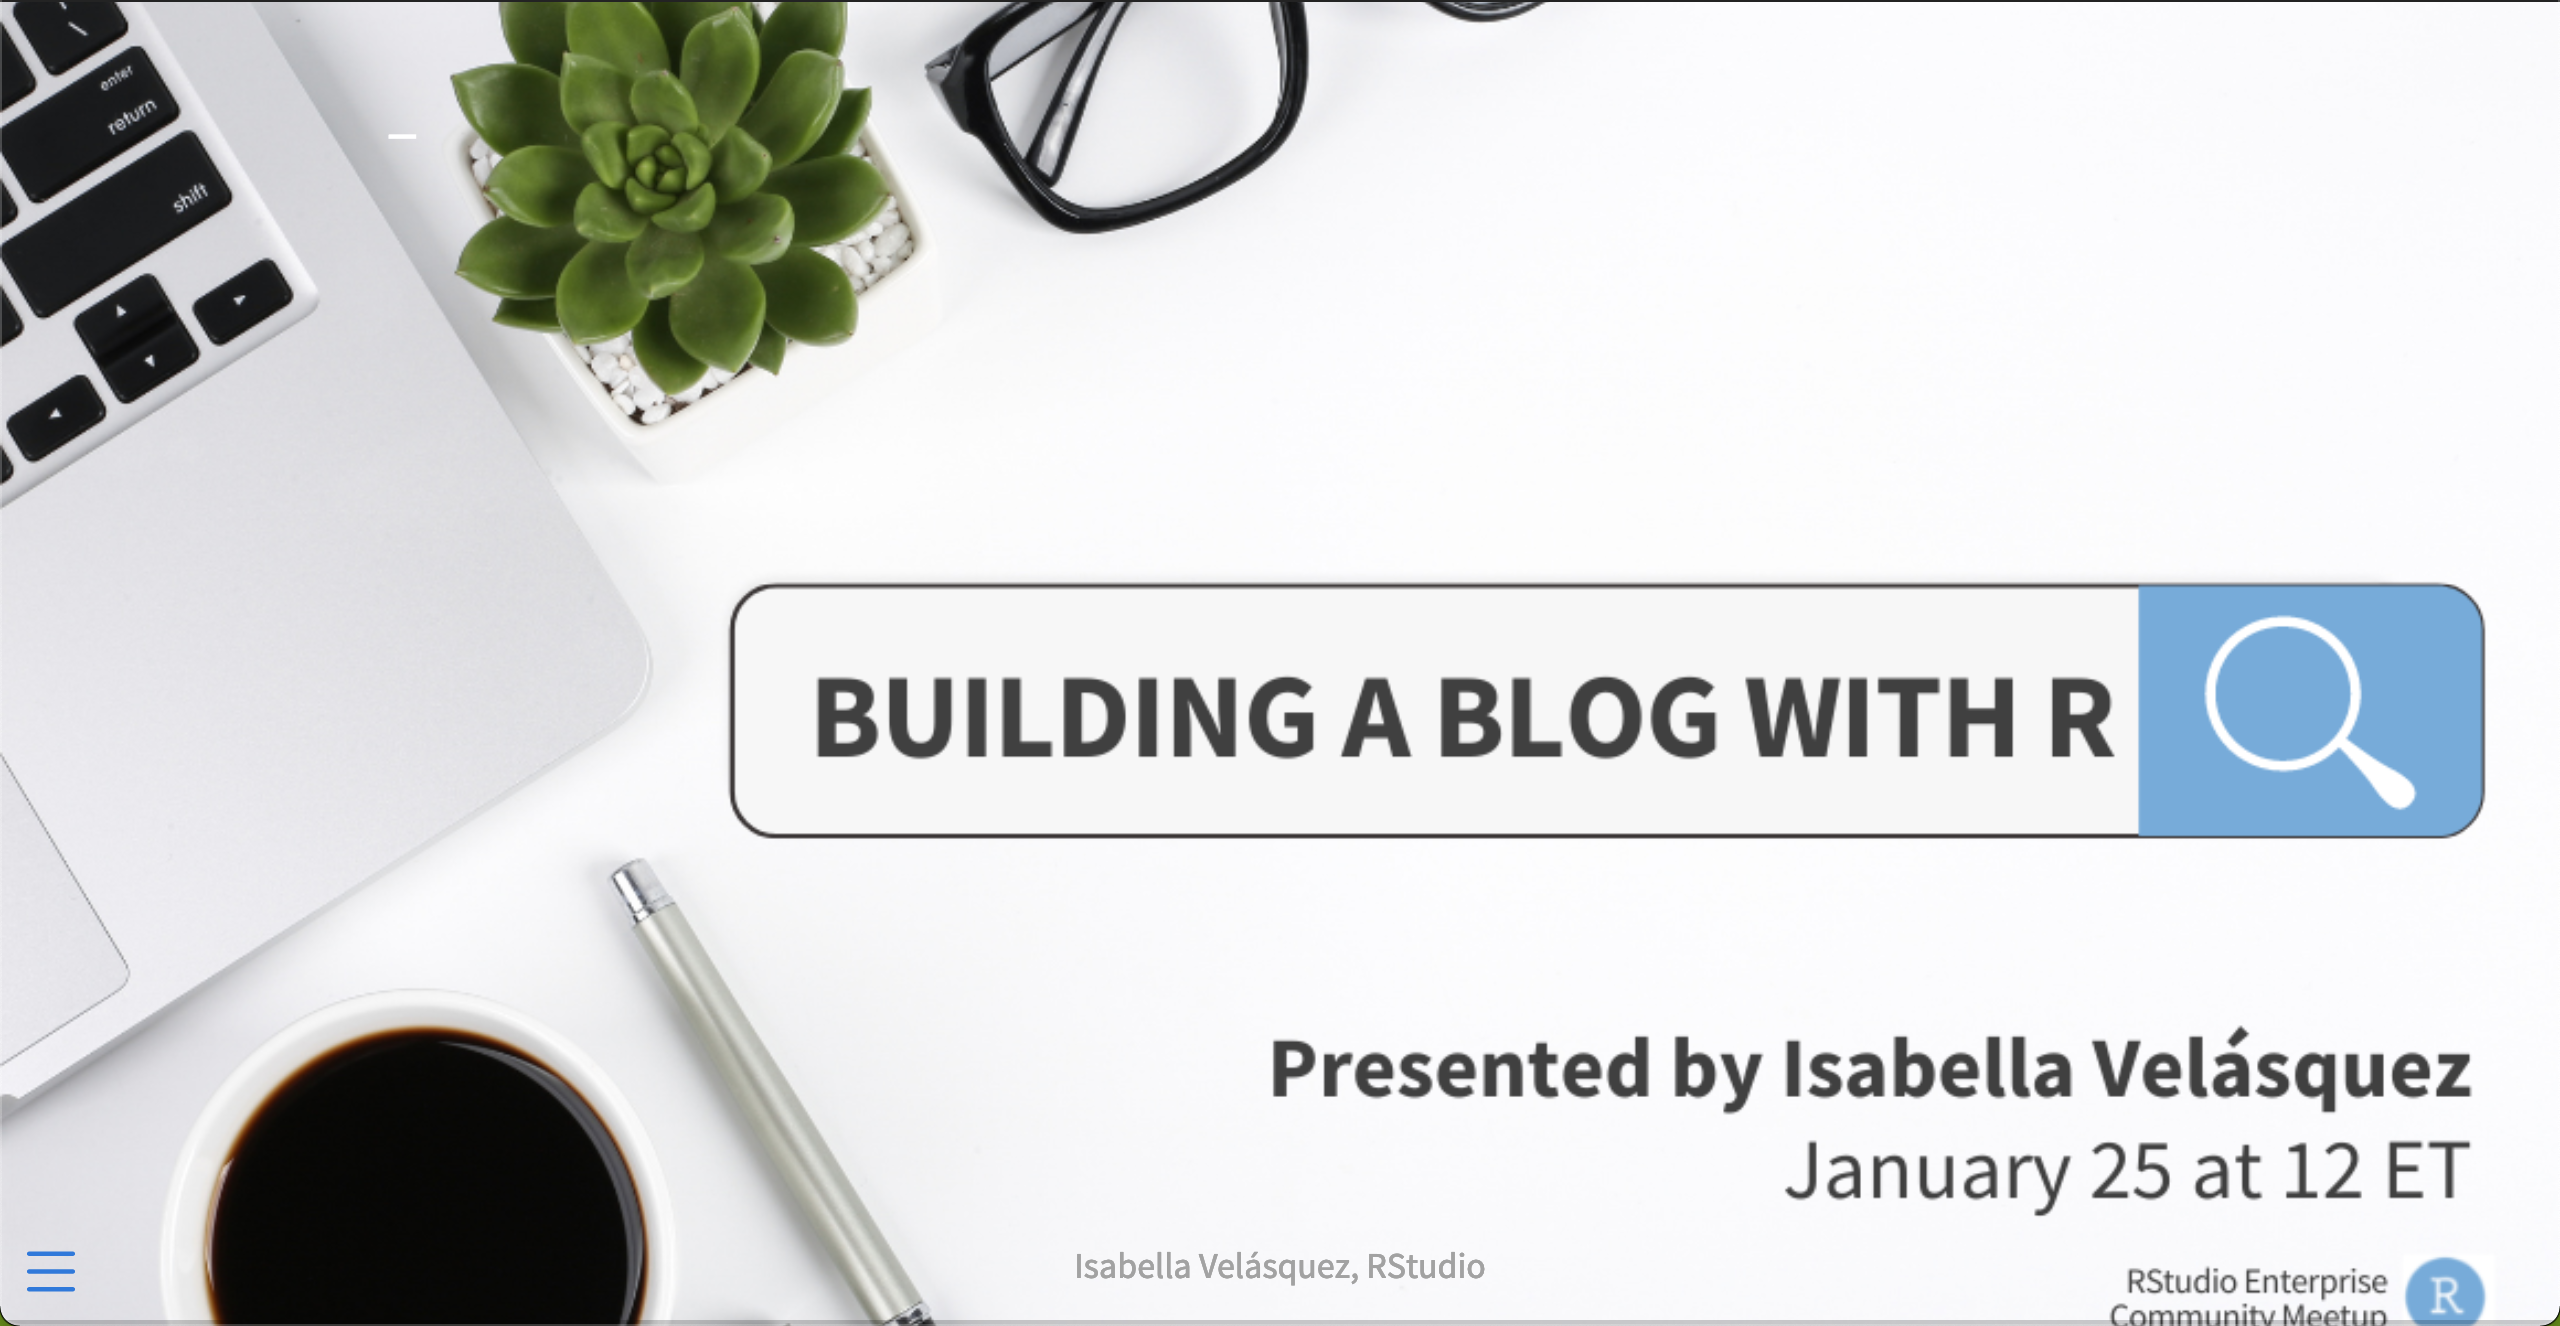 enter
return
shift
BUILDING A BLOG WITH R
Presented by Isabella Velásquez
January 25 at 12 ET
Isabella Velásquez, RStudio
RStudio Enterprise
Community Meetup
R